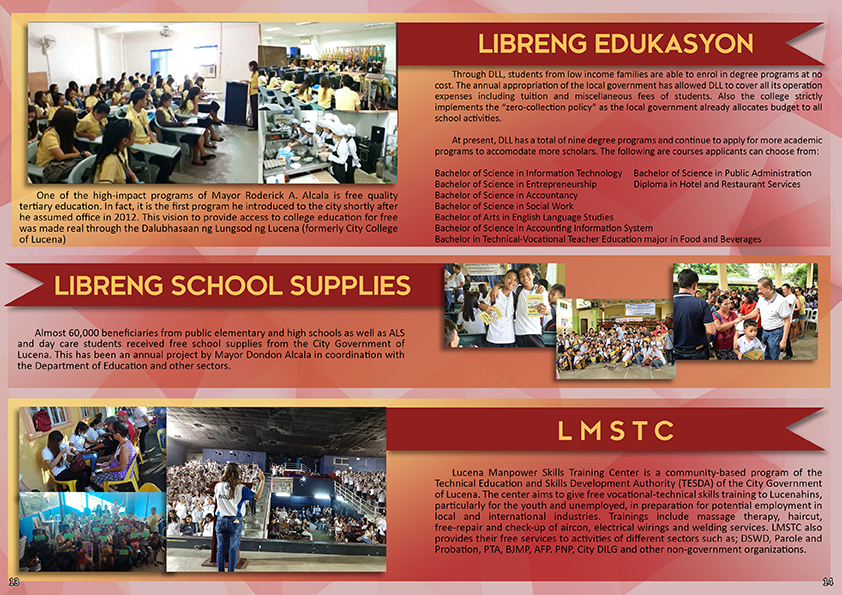 LIBRENG EDUKASYON
One of the high-impact programs of Mayor Roderick A. Alcala is free quality
tertiary education. In fact, it is the first program he introduced to the city shortly after
he assumed office in 2012. This vision to provide access to college education for free
was made real through the Dalubhasaan ng Lungsod ng Lucena (formerly City College
of Lucena)
Through DLL, students from low income families are able to enrol in degree programs at no
cost. The annual appropriation of the local government has allowed DLL to cover all its operation
expenses including tuition and miscellaneous fees of students. Also the college strictly
implements the “zero-collection policy” as the local government already allocates budget to all
school activities.
At present, DLL has a total of nine degree programs and continue to apply for more academic
programs to accomodate more scholars. The following are courses applicants can choose from:
Bachelor of Science in Information Technology
Bachelor of Science in Entrepreneurship
Bachelor of Science in Accountancy
Bachelor of Science in Social Work
Bachelor of Arts in English Language Studies
Bachelor of Science in Accounting Information System
Bachelor in Technical-Vocational Teacher Education major in Food and Beverages
Bachelor of Science in Public Administration
Diploma in Hotel and Restaurant Services
LIBRENG SCHOOL SUPPLIES
Almost 60,000 beneficiaries from public elementary and high schools as well as ALS
and day care students received free school supplies from the City Government of
Lucena. This has been an annual project by Mayor Dondon Alcala in coordination with
the Department of Education and other sectors.
LMSTC
Lucena Manpower Skills Training Center is a community-based program of the
Technical Education and Skills Development Authority (TESDA) of the City Government
of Lucena. The center aims to give free vocational-technical skills training to Lucenahins,
particularly for the youth and unemployed, in preparation for potential employment in
local and international industries. Trainings include massage therapy, haircut,
free-repair and check-up of aircon, electrical wirings and welding services. LMSTC also
provides their free services to activities of different sectors such as; DSWD, Parole and
Probation, PTA, BJMP, AFP. PNP, City DILG and other non-government organizations.
13
14